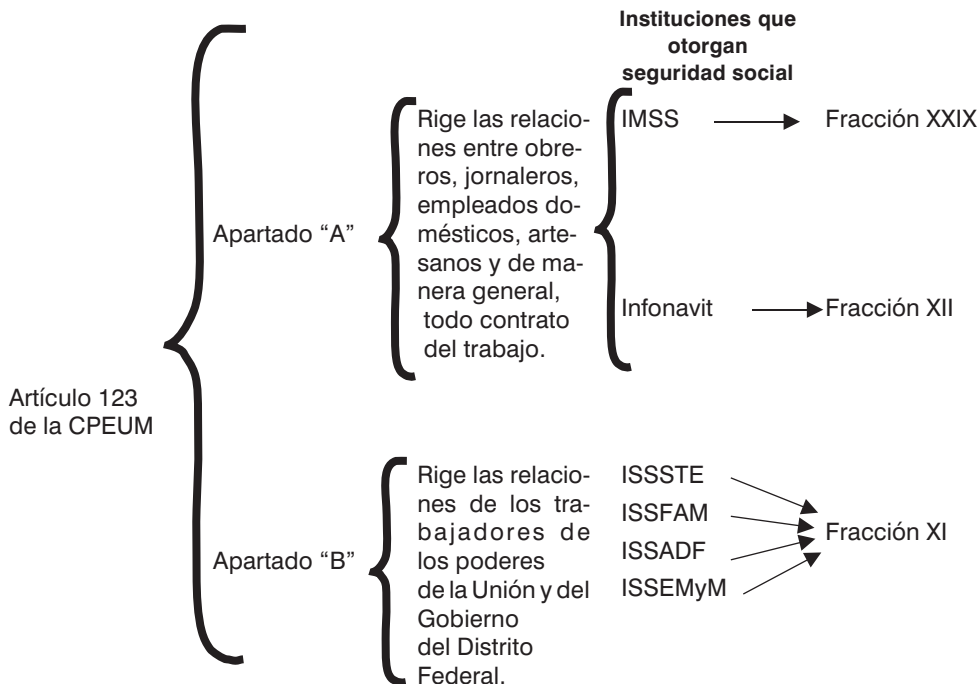 Instituciones que
otorgan
seguridad social
Artículo 123
de la CPEUM
Apartado “A”
Rige las relacio-
nes entre obre-
ros, jornaleros,
empleados do-
mésticos, arte-
sanos y de ma-
nera general,
todo contrato
del trabajo.
IMSS
Fracción XXIX
Infonavit
Fracción XII
Apartado “B”
Rige las relacio-
nes de los tra-
bajadores de
los poderes
de la Unión y del
Gobierno
del Distrito
Federal.
ISSSTE
ISSFAM
ISSADF
ISSEMyM
Fracción XI